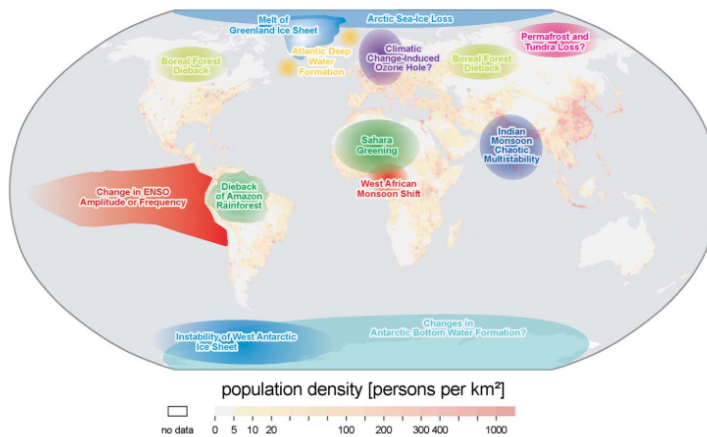 Melt of
Greenland Ice Sheet
Arctic Sea-Ice Loss
Atlantic Deep
Water
Formation
Climatic
Change-Induced
Ozone Hole?
Permafrost and
Tundra Loss?
Boreal Forest
Dieback
Boreal Forest
Dieback
Sahara
Greening
Indian
Monsoon
Chaotic
Multistability
West African
Monsoon Shift
Change in ENSO
Amplitude or Frequency
Dieback
of Amazon
Rainforest
Instability of West Antarctic
Ice Sheet
Changes in
Antarctic Bottom Water Formation?
population density [persons per km²]
no data
0 5 10 20 100 200 300 400 1000